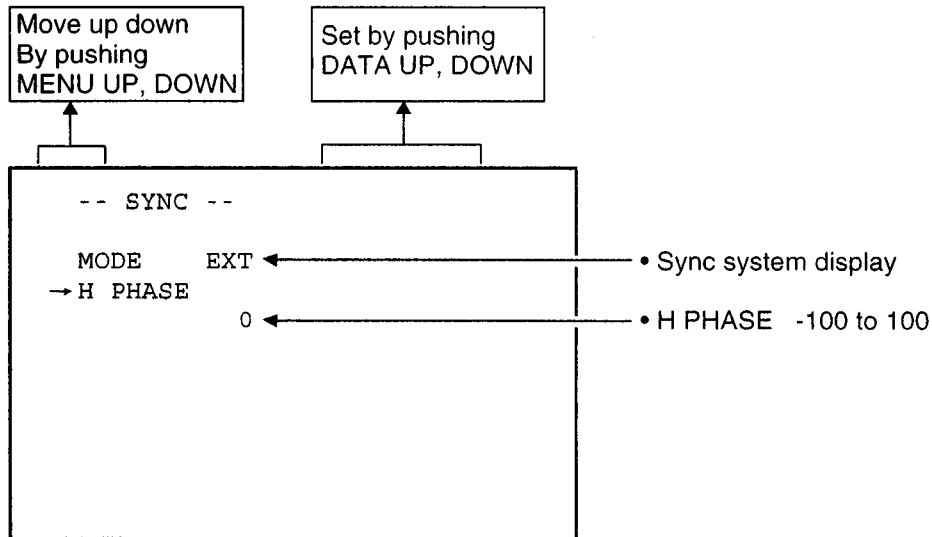 Move up down
By pushing
MENU UP, DOWN
Set by pushing
DATA UP, DOWN
-- SYNC --
MODE EXT
→ H PHASE
0
• Sync system display
• H PHASE -100 to 100